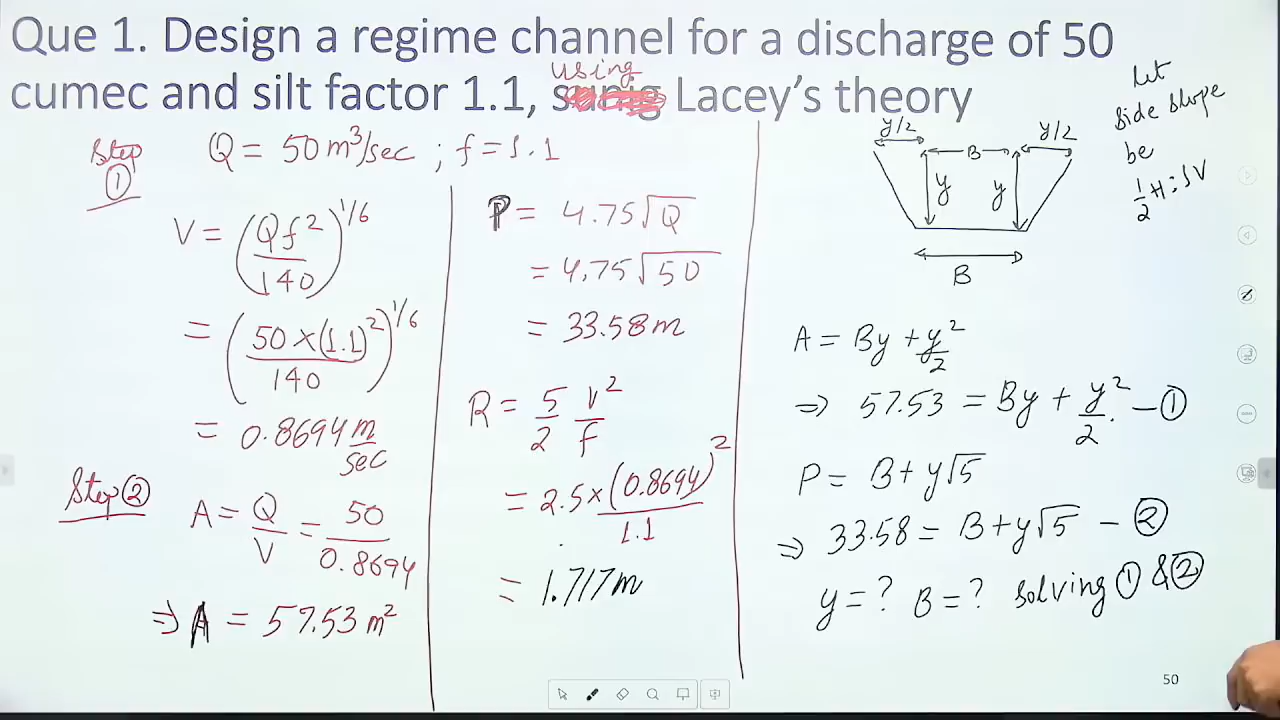 Que 1. Design a regime channel for a discharge of 50
cumec and silt factor 1.1, using Lacey's theory
Step ①
Q = 50 m³/sec ; f = 1.1
V = (Qf²/140)^1/6
= (50 × (1.1)²/140)^1/6
= 0.8694 m/sec
Step ②
A = Q/V = 50/0.8694
⇒ A = 57.53 m²
P = 4.75√Q
= 4.75√50
= 33.58 m
R = 5/2 v²/f
= 2.5 × (0.8694)²/1.1
= 1.717 m
Let
side slope
be
1/2 H : 1V
y/2 B y/2
y y
B
A = By + y²/2
⇒ 57.53 = By + y²/2 - ①
P = B + y√5
⇒ 33.58 = B + y√5 - ②
y = ? B = ? solving ① & ②
50